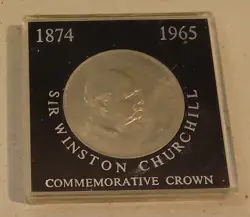 1874 1965
SIR WINSTON CHURCHILL
COMMEMORATIVE CROWN